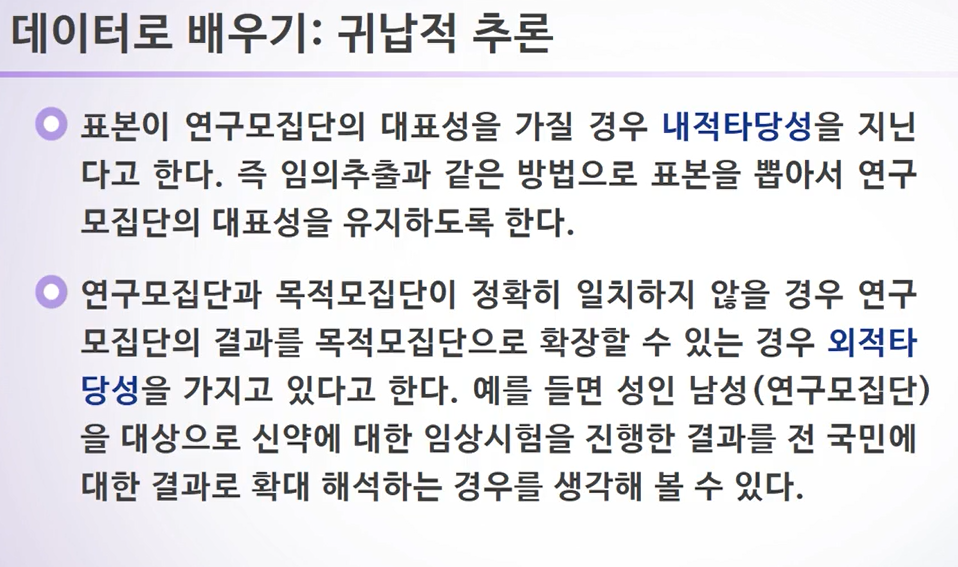 데이터로 배우기: 귀납적 추론
표본이 연구모집단의 대표성을 가질 경우 내적타당성을 지닌
다고 한다. 즉 임의추출과 같은 방법으로 표본을 뽑아서 연구
모집단의 대표성을 유지하도록 한다.
연구모집단과 목적모집단이 정확히 일치하지 않을 경우 연구
모집단의 결과를 목적모집단으로 확장할 수 있는 경우 외적타
당성을 가지고 있다고 한다. 예를 들면 성인 남성(연구모집단)
을 대상으로 신약에 대한 임상시험을 진행한 결과를 전 국민에
대한 결과로 확대 해석하는 경우를 생각해 볼 수 있다.